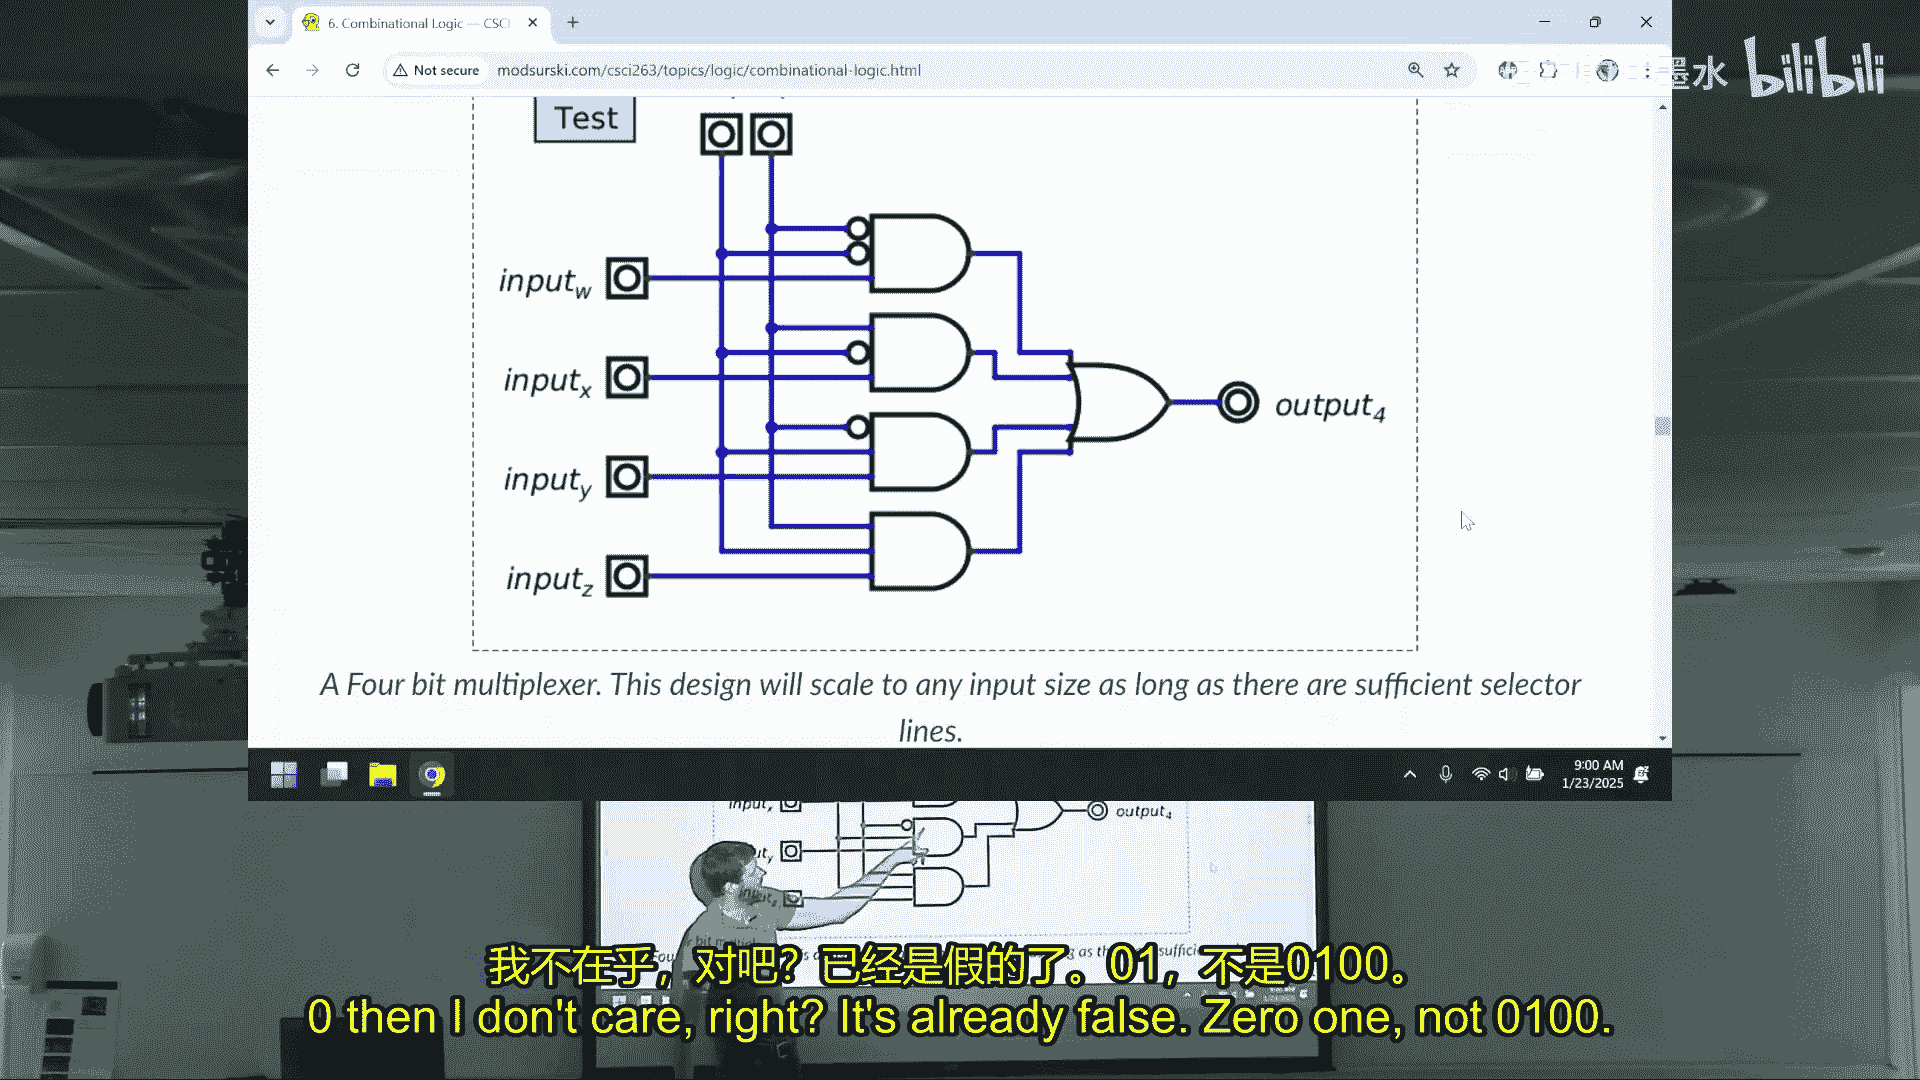 6. Combinational Logic — CSCI
Not secure
modsurski.com/csci263/topics/logic/combinational-logic.html
墨水 bilibili
Test
input_w
input_x
input_y
input_z
output_4
A Four bit multiplexer. This design will scale to any input size as long as there are sufficient selector
lines.
9:00 AM
1/23/2025
output_4
我不在乎，对吧？已经是假的了。01，不是0100。
0 then I don't care, right? It's already false. Zero one, not 0100.